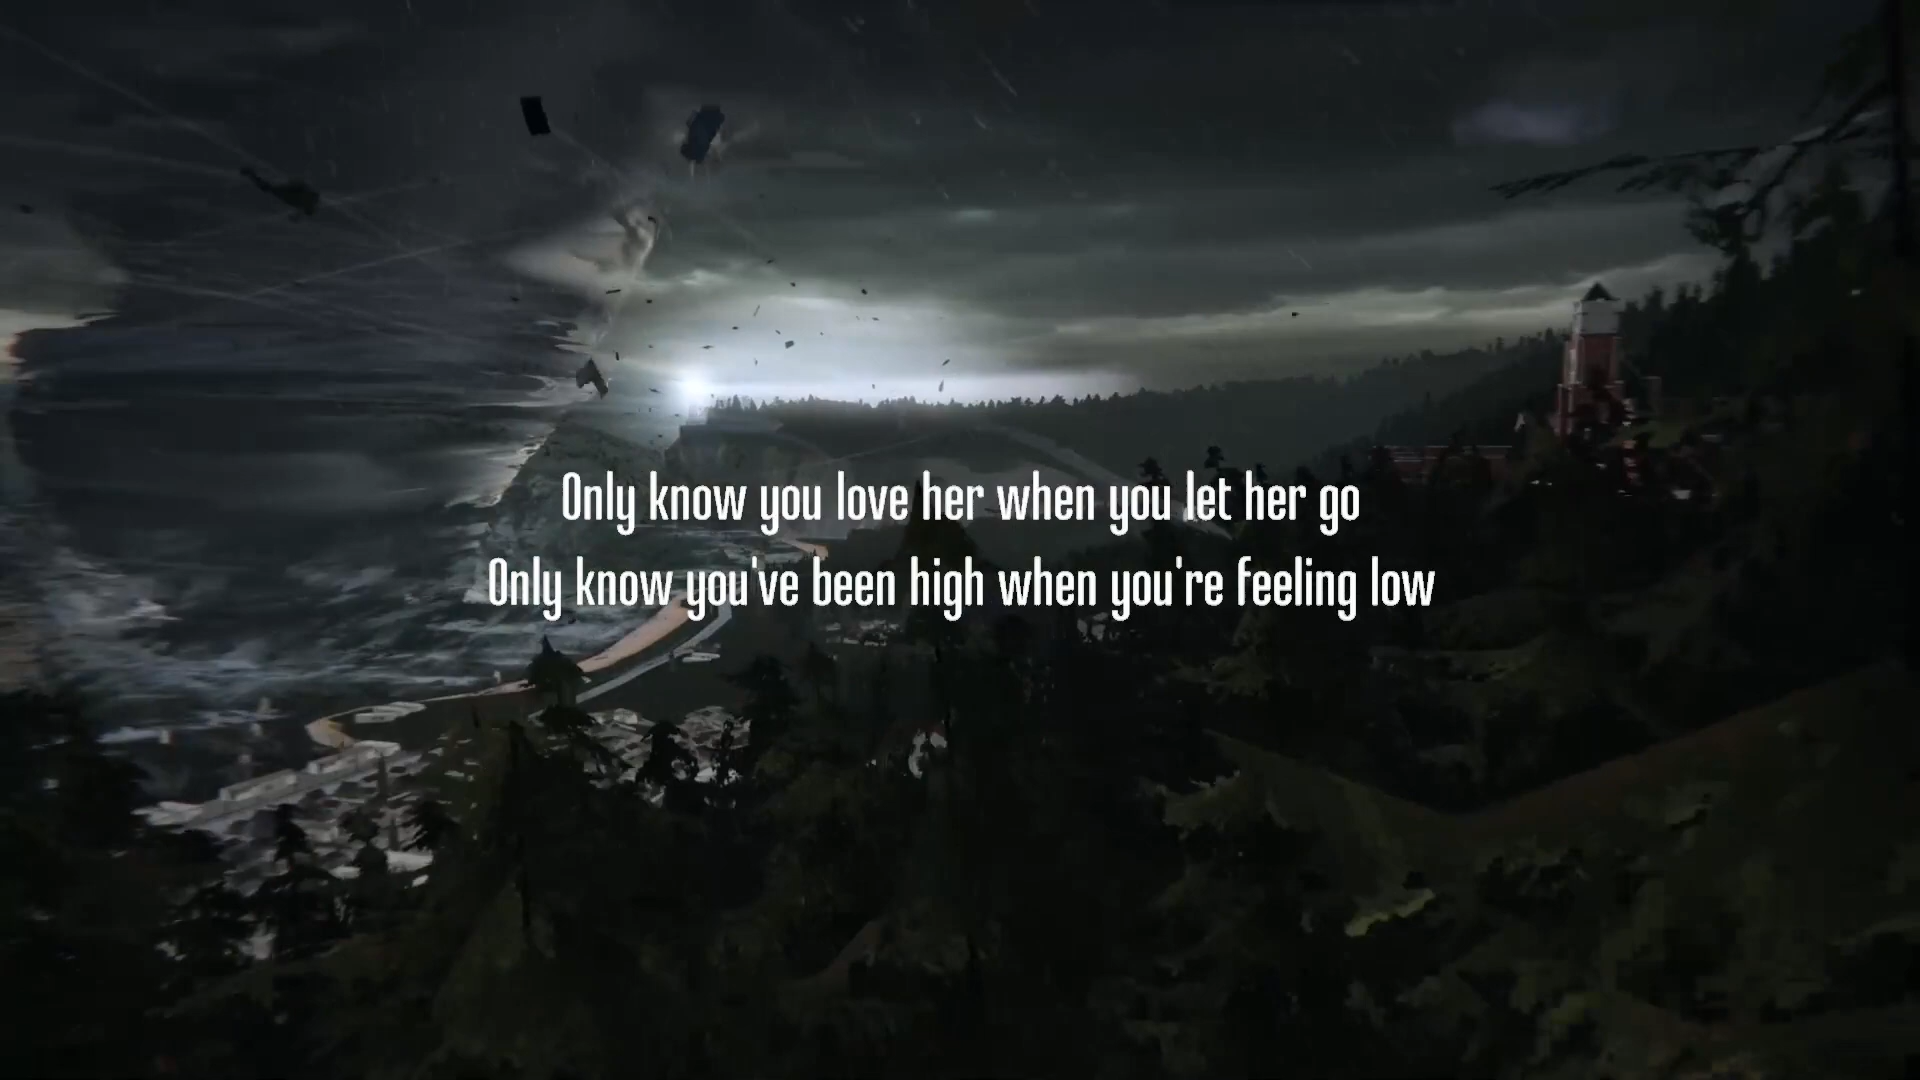 Only know you love her when you let her go
Only know you've been high when you're feeling low